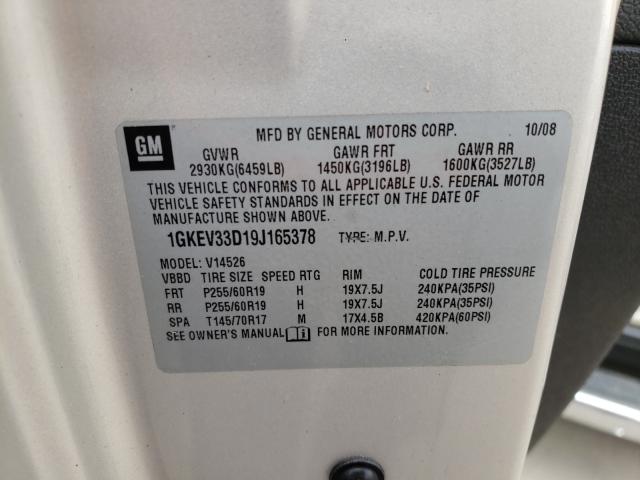 GM
MFD BY GENERAL MOTORS CORP. 10/08
GVWR GAWR FRT GAWR RR
2930KG(6459LB) 1450KG(3196LB) 1600KG(3527LB)
THIS VEHICLE CONFORMS TO ALL APPLICABLE U.S. FEDERAL MOTOR
VEHICLE SAFETY STANDARDS IN EFFECT ON THE DATE OF
MANUFACTURE SHOWN ABOVE.
1GKEV33D19J165378 TYPE: M.P.V.
MODEL: V14526
VBBD TIRE SIZE SPEED RTG RIM COLD TIRE PRESSURE
FRT P255/60R19 H 19X7.5J 240KPA(35PSI)
RR P255/60R19 H 19X7.5J 240KPA(35PSI)
SPA T145/70R17 M 17X4.5B 420KPA(60PSI)
SEE OWNER'S MANUAL FOR MORE INFORMATION.